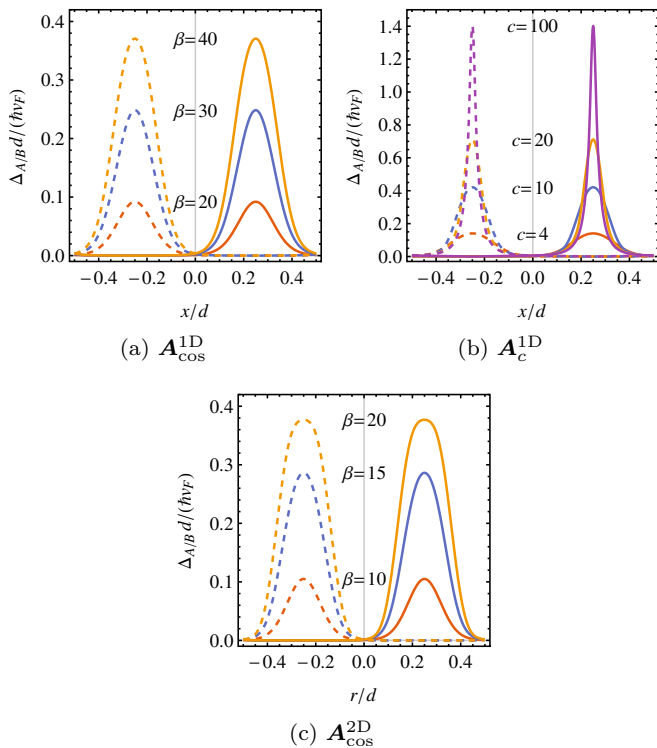 0.4
0.3
0.2
0.1
0.0
Δ_{A/B} d/(ℏv_F)
β=40
β=30
β=20
−0.4 −0.2 0.0 0.2 0.4
x/d
(a) A_cos^1D
1.4
1.2
1.0
0.8
0.6
0.4
0.2
0.0
Δ_{A/B} d/(ℏv_F)
c=100
c=20
c=10
c=4
−0.4 −0.2 0.0 0.2 0.4
x/d
(b) A_c^1D
0.4
0.3
0.2
0.1
0.0
Δ_{A/B} d/(ℏv_F)
β=20
β=15
β=10
−0.4 −0.2 0.0 0.2 0.4
r/d
(c) A_cos^2D